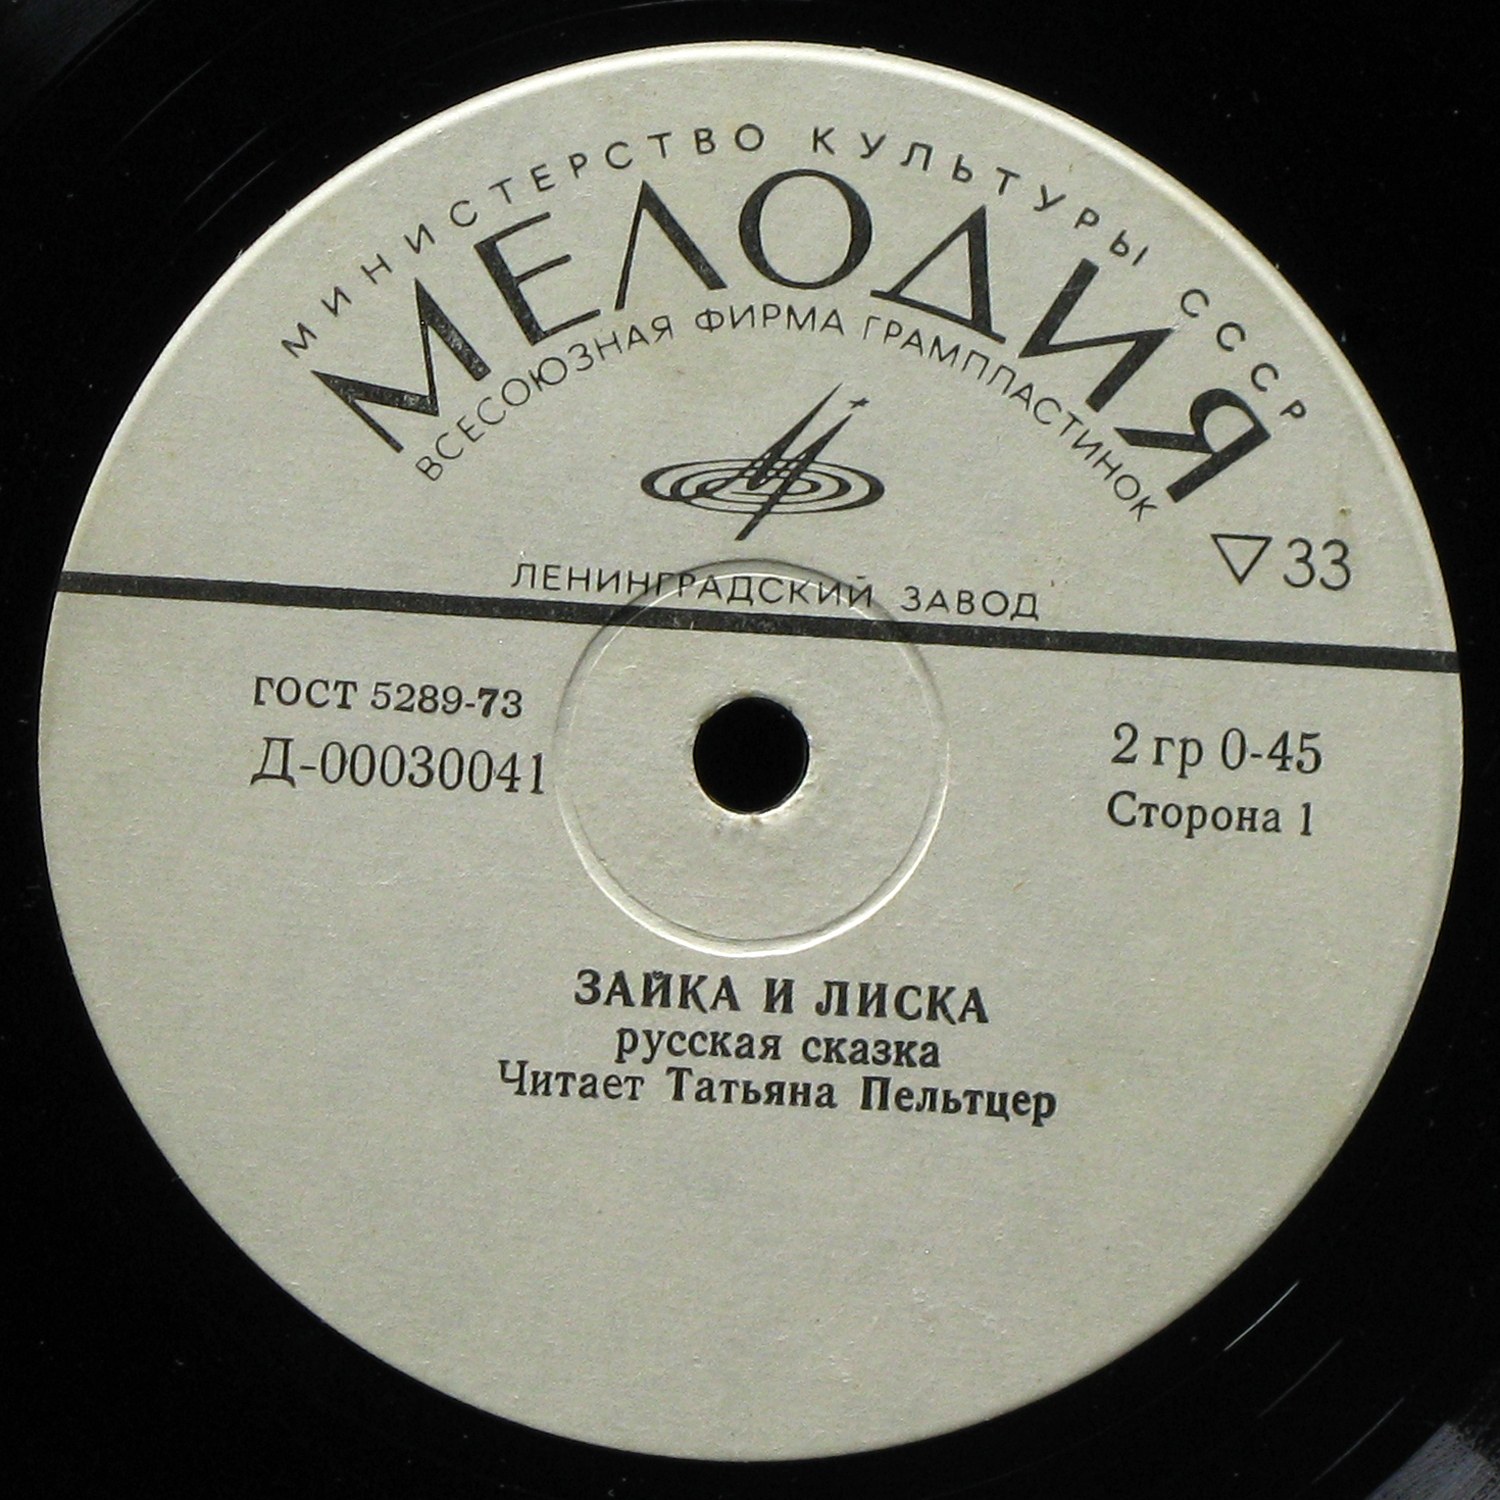 МИНИСТЕРСТВО КУЛЬТУРЫ СССР
МЕЛОДИЯ
ВСЕСОЮЗНАЯ ФИРМА ГРАМПЛАСТИНОК
33
ЛЕНИНГРАДСКИЙ ЗАВОД
ГОСТ 5289-73
Д-00030041
2 гр 0-45
Сторона 1
ЗАЙКА И ЛИСКА
русская сказка
Читает Татьяна Пельтцер